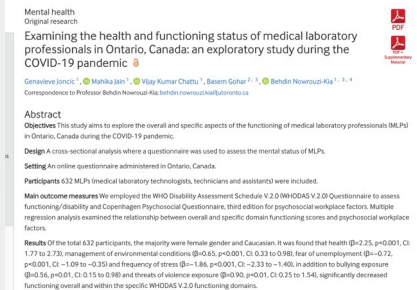 Mental health
Original research
PDF
Examining the health and functioning status of medical laboratory
professionals in Ontario, Canada: an exploratory study during the
COVID-19 pandemic
PDF +
Supplementary
Material
Genevieve Joncic 1, Mahika Jain 1, Vijay Kumar Chattu 1, Basem Gohar 2, 3, Behdin Nowrouzi-Kia 1, 3, 4
Correspondence to Professor Behdin Nowrouzi-Kia; behdin.nowrouzikia@utoronto.ca
Abstract
Objectives This study aims to explore the overall and specific aspects of the functioning of medical laboratory professionals (MLPs)
in Ontario, Canada during the COVID-19 pandemic.
Design A cross-sectional analysis where a questionnaire was used to assess the mental status of MLPs.
Setting An online questionnaire administered in Ontario, Canada.
Participants 632 MLPs (medical laboratory technologists, technicians and assistants) were included.
Main outcome measures We employed the WHO Disability Assessment Schedule V.2.0 (WHODAS V.2.0) Questionnaire to assess
functioning/disability and Copenhagen Psychosocial Questionnaire, third edition for psychosocial workplace factors. Multiple
regression analysis examined the relationship between overall and specific domain functioning scores and psychosocial workplace
factors.
Results Of the total 632 participants, the majority were female gender and Caucasian. It was found that health (β=2.25, p<0.001, CI:
1.77 to 2.73), management of environmental conditions (β=0.65, p<0.001, CI: 0.33 to 0.98), fear of unemployment (β=−0.72,
p<0.001, CI: −1.09 to −0.35) and frequency of stress (β=−1.86, p<0.001, CI: −2.33 to −1.40), in addition to bullying exposure
(β=0.56, p=0.01, CI: 0.15 to 0.98) and threats of violence exposure (β=0.90, p=0.01, CI: 0.25 to 1.54), significantly decreased
functioning overall and within the specific WHODAS V.2.0 functioning domains.